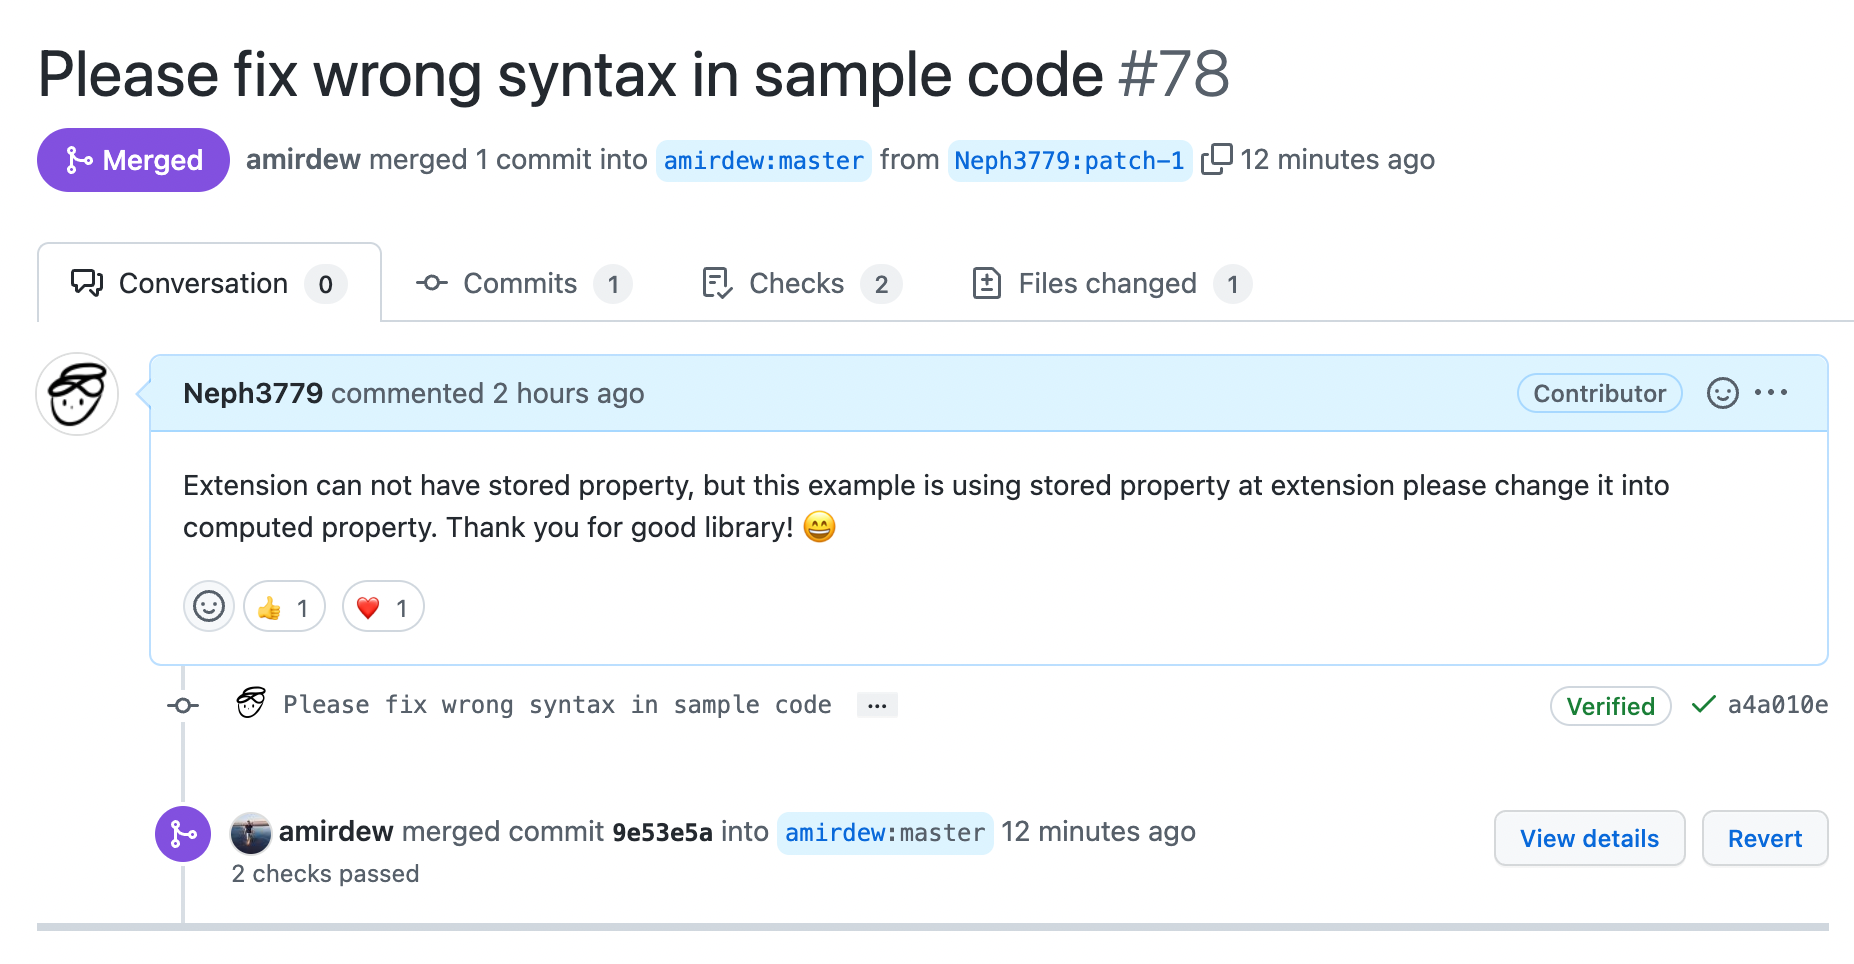 Please fix wrong syntax in sample code #78
Merged amirdew merged 1 commit into amirdew:master from Neph3779:patch-1 12 minutes ago
Conversation 0 Commits 1 Checks 2 Files changed 1
Neph3779 commented 2 hours ago Contributor ···
Extension can not have stored property, but this example is using stored property at extension please change it into
computed property. Thank you for good library! 😄
👍 1 ❤️ 1
Please fix wrong syntax in sample code … Verified a4a010e
amirdew merged commit 9e53e5a into amirdew:master 12 minutes ago View details Revert
2 checks passed